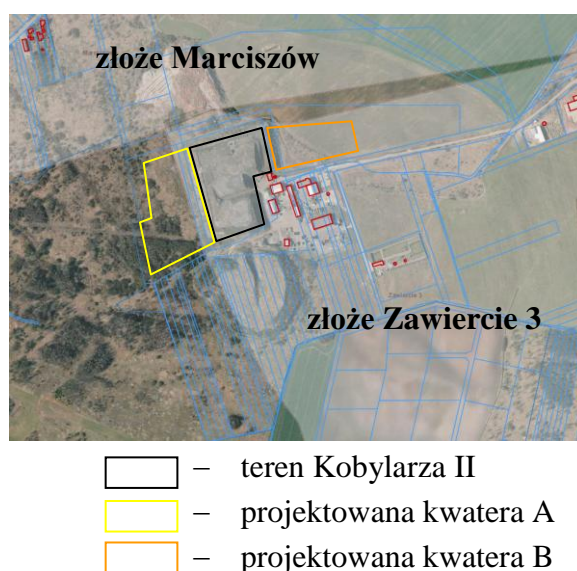 złoże Marciszów
złoże Zawiercie 3
– teren Kobylarza II
– projektowana kwatera A
– projektowana kwatera B